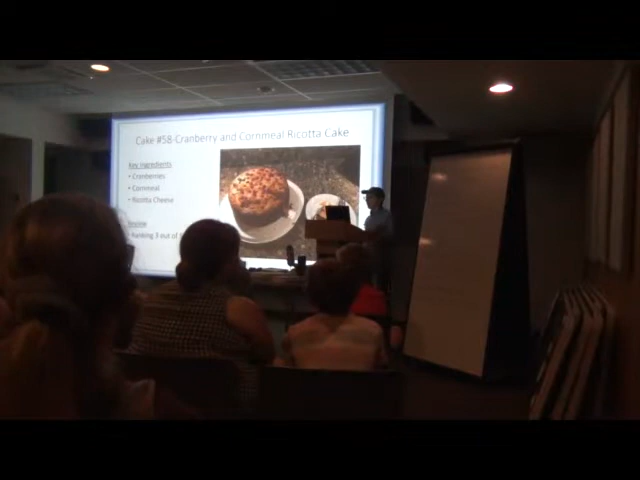 Cake #58-Cranberry and Cornmeal Ricotta Cake
Key Ingredients
• Cranberries
• Cornmeal
• Ricotta Cheese
Review
• Ranking 3 out of